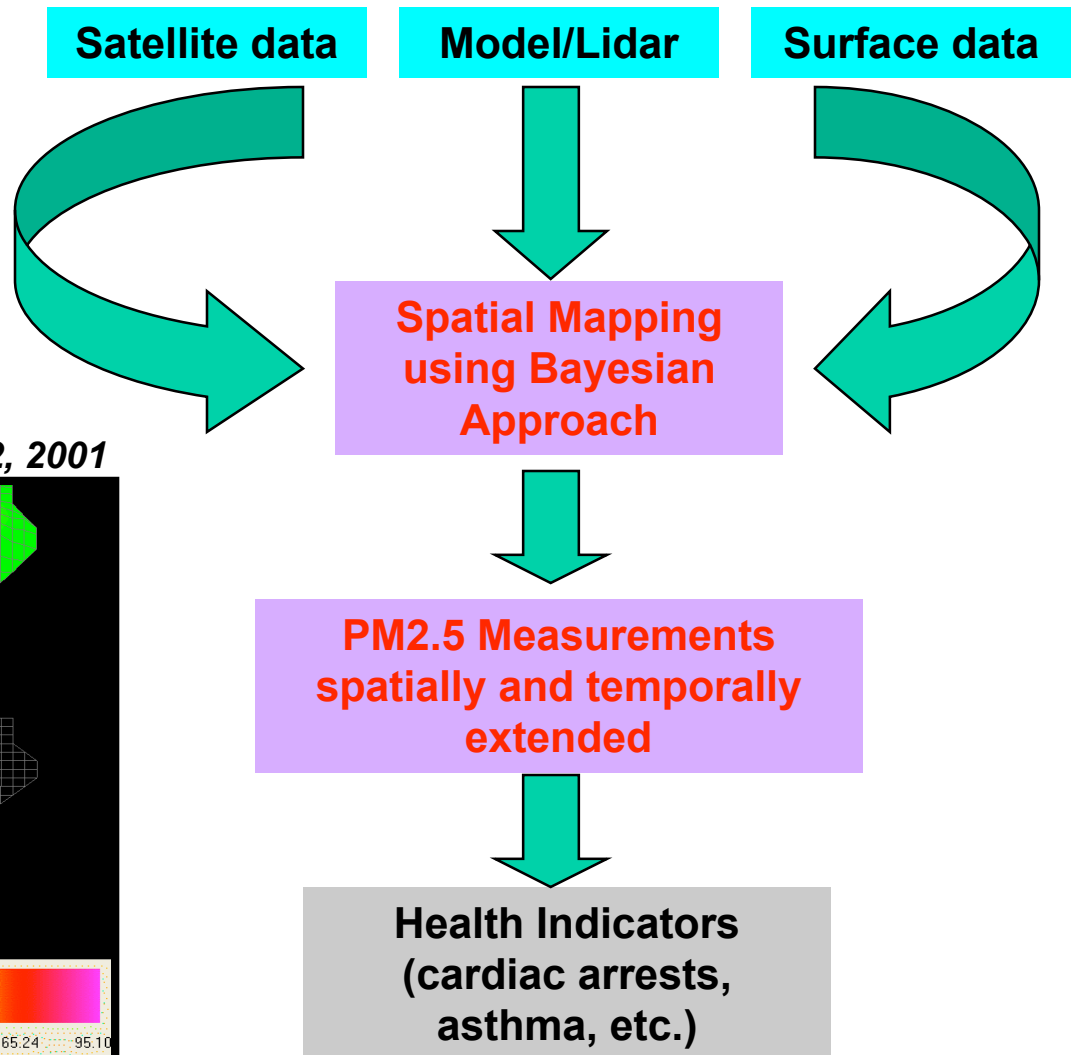 Satellite data
Model/Lidar
Surface data
Spatial Mapping
using Bayesian
Approach
2, 2001
PM2.5 Measurements
spatially and temporally
extended
Health Indicators
(cardiac arrests,
asthma, etc.)
65.24 95.10